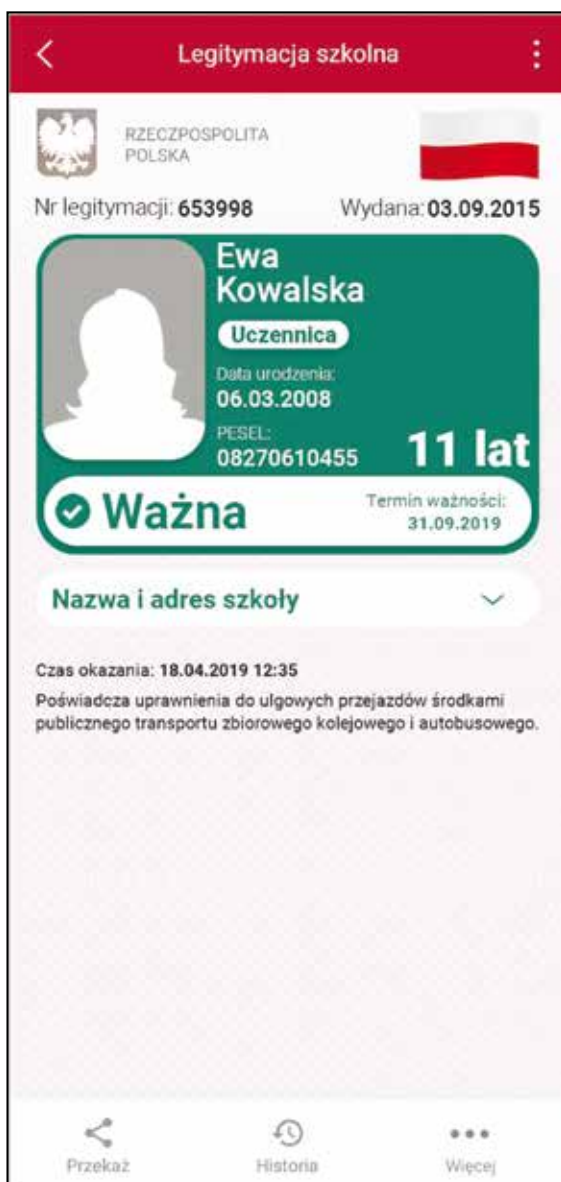 Legitymacja szkolna
RZECZPOSPOLITA
POLSKA
Nr legitymacji: 653998 Wydana: 03.09.2015
Ewa
Kowalska
Uczennica
Data urodzenia:
06.03.2008
PESEL:
08270610455
11 lat
Ważna
Termin ważności:
31.09.2019
Nazwa i adres szkoły
Czas okazania: 18.04.2019 12:35
Poświadcza uprawnienia do ulgowych przejazdów środkami
publicznego transportu zbiorowego kolejowego i autobusowego.
Przekaż Historia Więcej